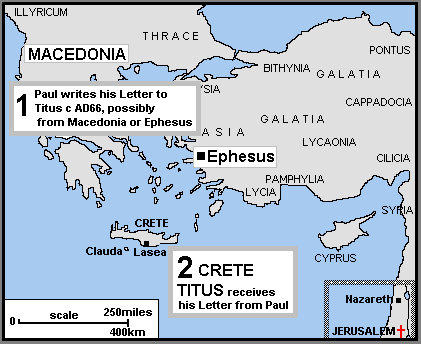 ILLYRICUM
THRACE
MACEDONIA
PONTUS
BITHYNIA
GALATIA
1 Paul writes his Letter to
Titus c AD66, possibly
from Macedonia or Ephesus
YSIA
CAPPADOCIA
GALATIA
ASIA
LYCAONIA
Ephesus
CILICIA
PAMPHYLIA
LYCIA
SYRIA
CRETE
Clauda
Lasea
CYPRUS
2 CRETE
TITUS receives
his Letter from Paul
Nazareth
JERUSALEM
0 scale 250miles
400km